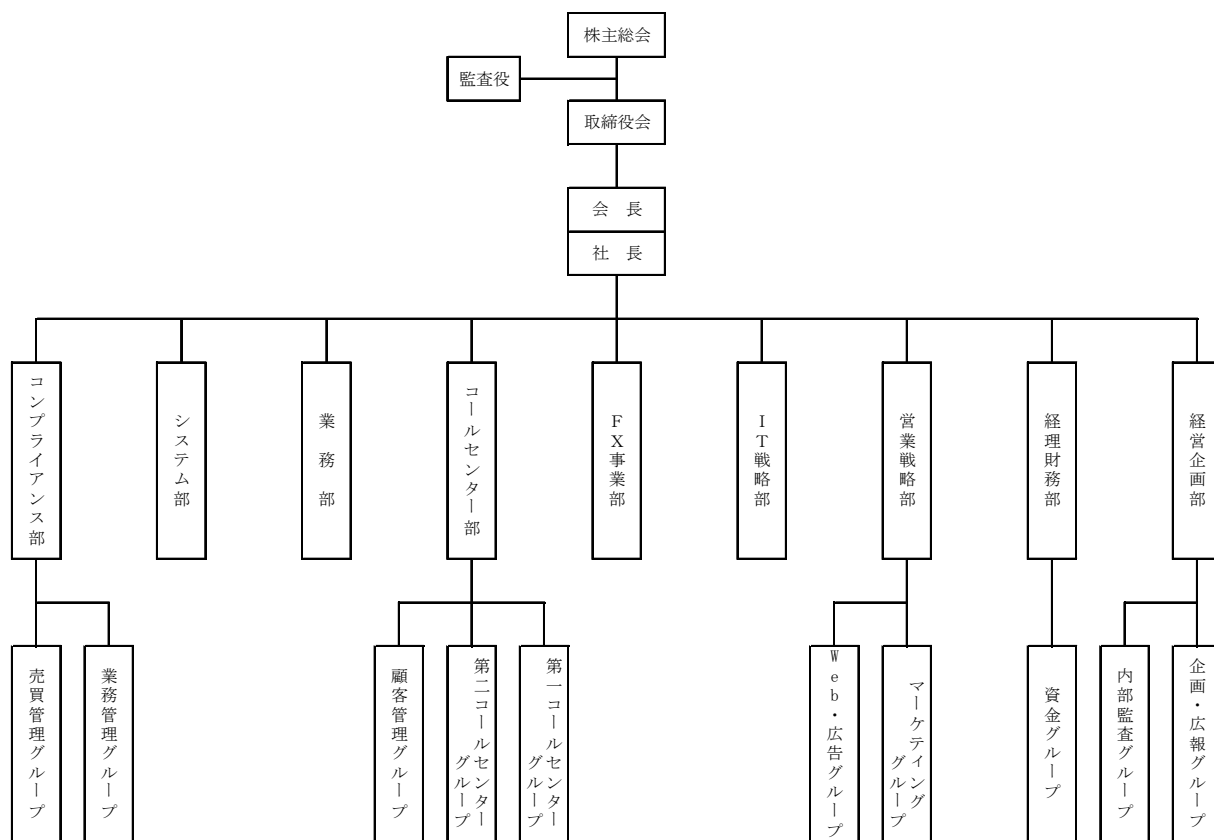 株主総会
監査役
取締役会
会　長
社　長
コンプライアンス部
システム部
業　務　部
コールセンター部
ＦＸ事業部
ＩＴ戦略部
営業戦略部
経理財務部
経営企画部
売買管理グループ
業務管理グループ
顧客管理グループ
第二コールセンター
グループ
第一コールセンター
グループ
Ｗｅｂ・広告グループ
マーケティング
グループ
資金グループ
内部監査グループ
企画・広報グループ